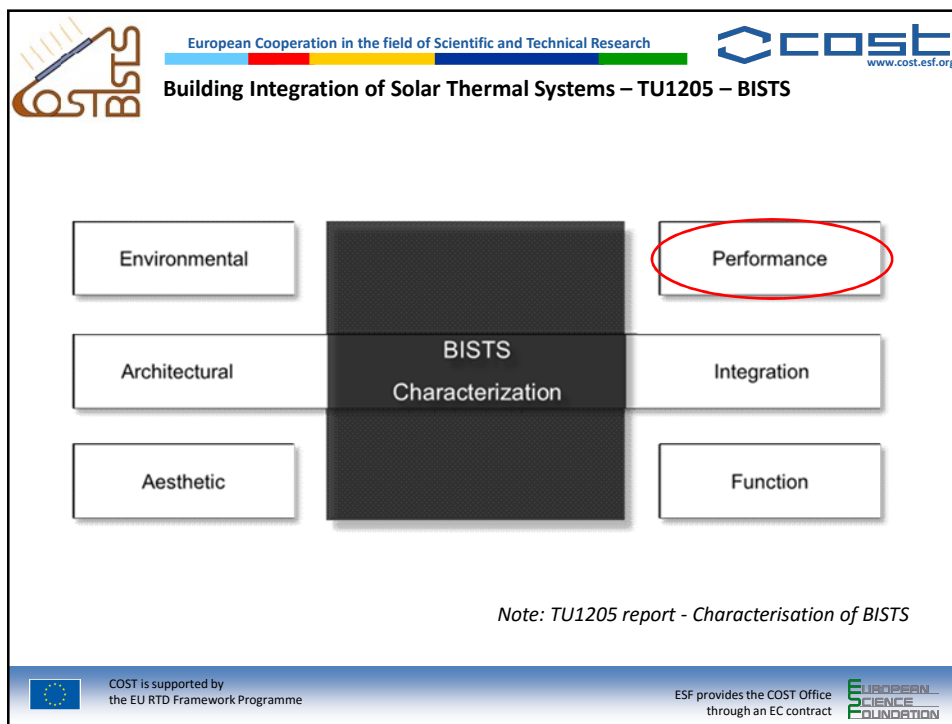 European Cooperation in the field of Scientific and Technical Research
cost
www.cost.esf.org
COST BISTS
Building Integration of Solar Thermal Systems – TU1205 – BISTS
Environmental
Performance
BISTS
Characterization
Architectural
Integration
Aesthetic
Function
Note: TU1205 report - Characterisation of BISTS
COST is supported by
the EU RTD Framework Programme
ESF provides the COST Office
through an EC contract
EUROPEAN
SCIENCE
FOUNDATION